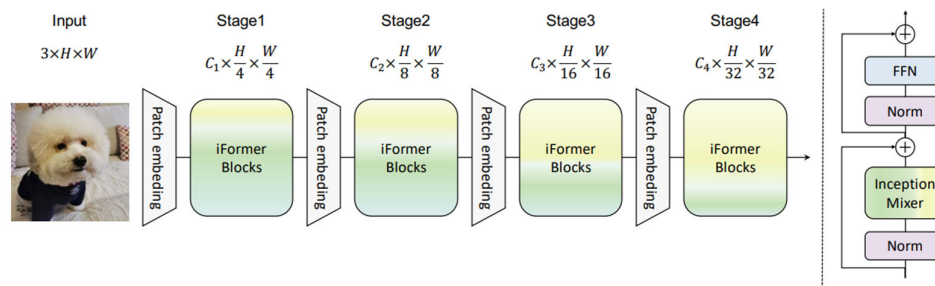 Input
3×H×W
Stage1
C₁×H/4×W/4
Stage2
C₂×H/8×W/8
Stage3
C₃×H/16×W/16
Stage4
C₄×H/32×W/32
Patch embeding
iFormer
Blocks
Patch embeding
iFormer
Blocks
Patch embeding
iFormer
Blocks
Patch embeding
iFormer
Blocks
FFN
Norm
Inception
Mixer
Norm